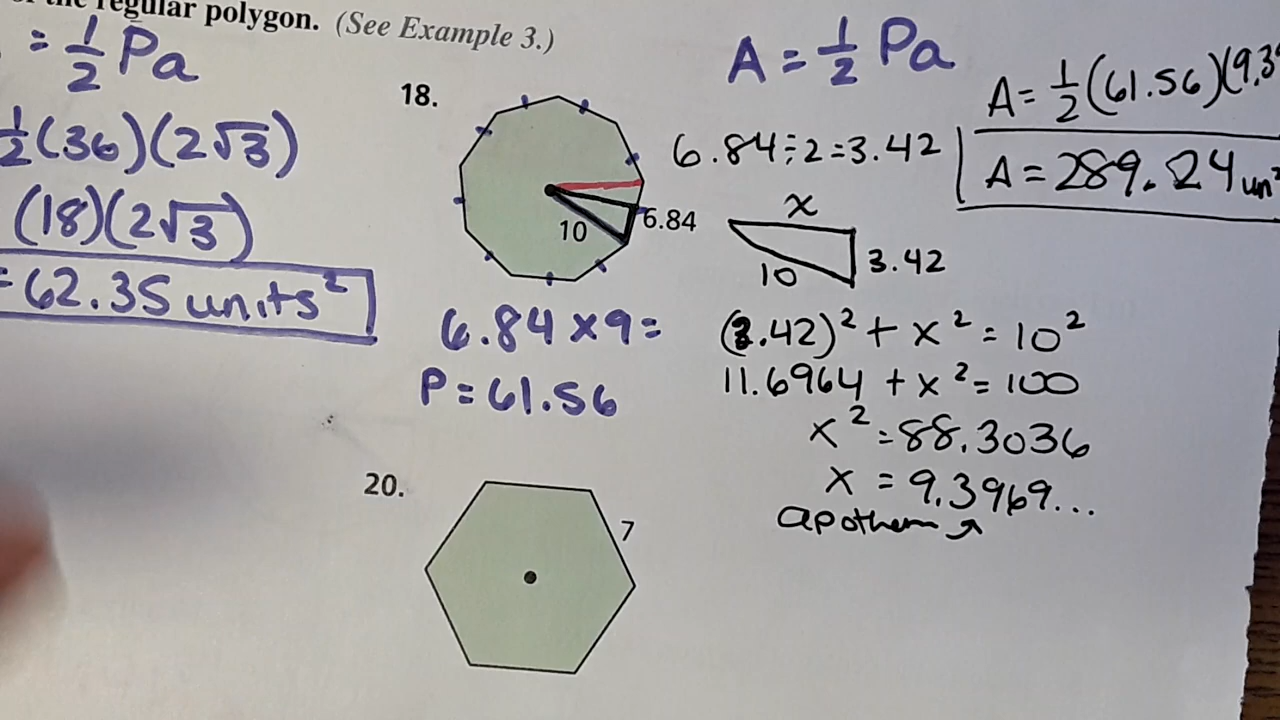 the regular polygon. (See Example 3.)
= 1/2 Pa
1/2 (36)(2√3)
(18)(2√3)
= 62.35 units²
18.
10
6.84
6.84 x 9 =
P = 61.56
A = 1/2 Pa
6.84 ÷ 2 = 3.42
x
10
3.42
(3.42)² + x² = 10²
11.6964 + x² = 100
x² = 88.3036
x = 9.3969...
apothem
A = 1/2 (61.56)(9.39
A = 289.24 un²
20.
7